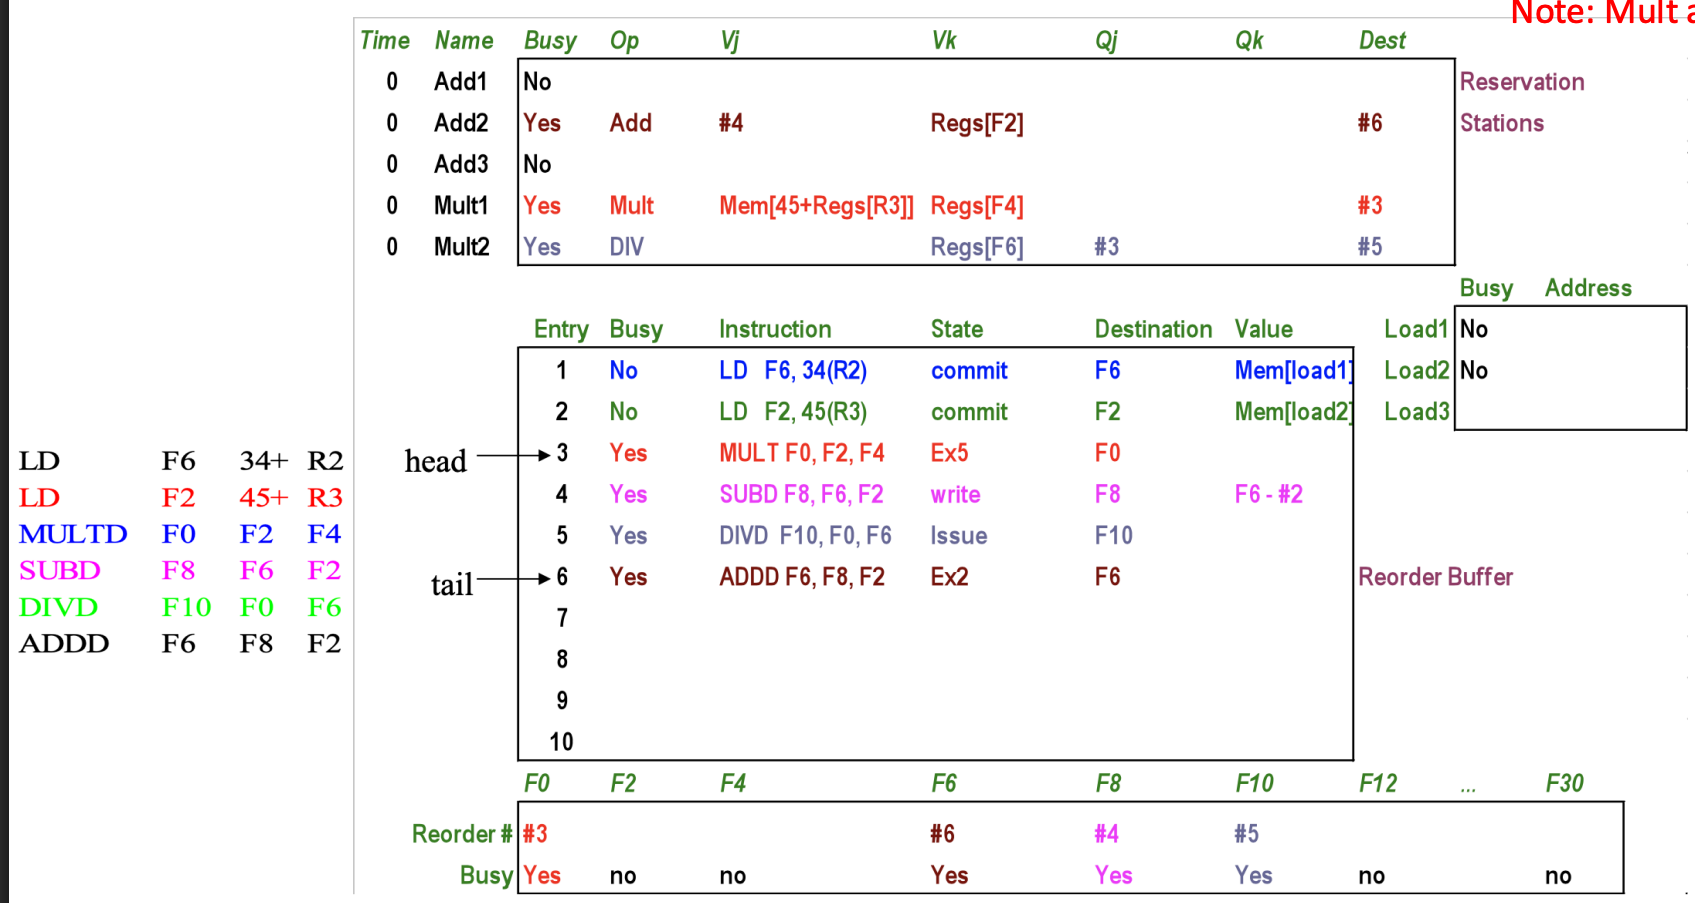 Note: Mult a
Time Name Busy Op Vj Vk Qj Qk Dest
0 Add1 No Reservation
0 Add2 Yes Add #4 Regs[F2] #6 Stations
0 Add3 No
0 Mult1 Yes Mult Mem[45+Regs[R3]] Regs[F4] #3
0 Mult2 Yes DIV Regs[F6] #3 #5
Busy Address
Entry Busy Instruction State Destination Value Load1 No
1 No LD F6, 34(R2) commit F6 Mem[load1] Load2 No
2 No LD F2, 45(R3) commit F2 Mem[load2] Load3
head 3 Yes MULT F0, F2, F4 Ex5 F0
4 Yes SUBD F8, F6, F2 write F8 F6 - #2
5 Yes DIVD F10, F0, F6 Issue F10
tail 6 Yes ADDD F6, F8, F2 Ex2 F6 Reorder Buffer
7
8
9
10
LD F6 34+ R2
LD F2 45+ R3
MULTD F0 F2 F4
SUBD F8 F6 F2
DIVD F10 F0 F6
ADDD F6 F8 F2
F0 F2 F4 F6 F8 F10 F12 ... F30
Reorder # #3 #6 #4 #5
Busy Yes no no Yes Yes Yes no no